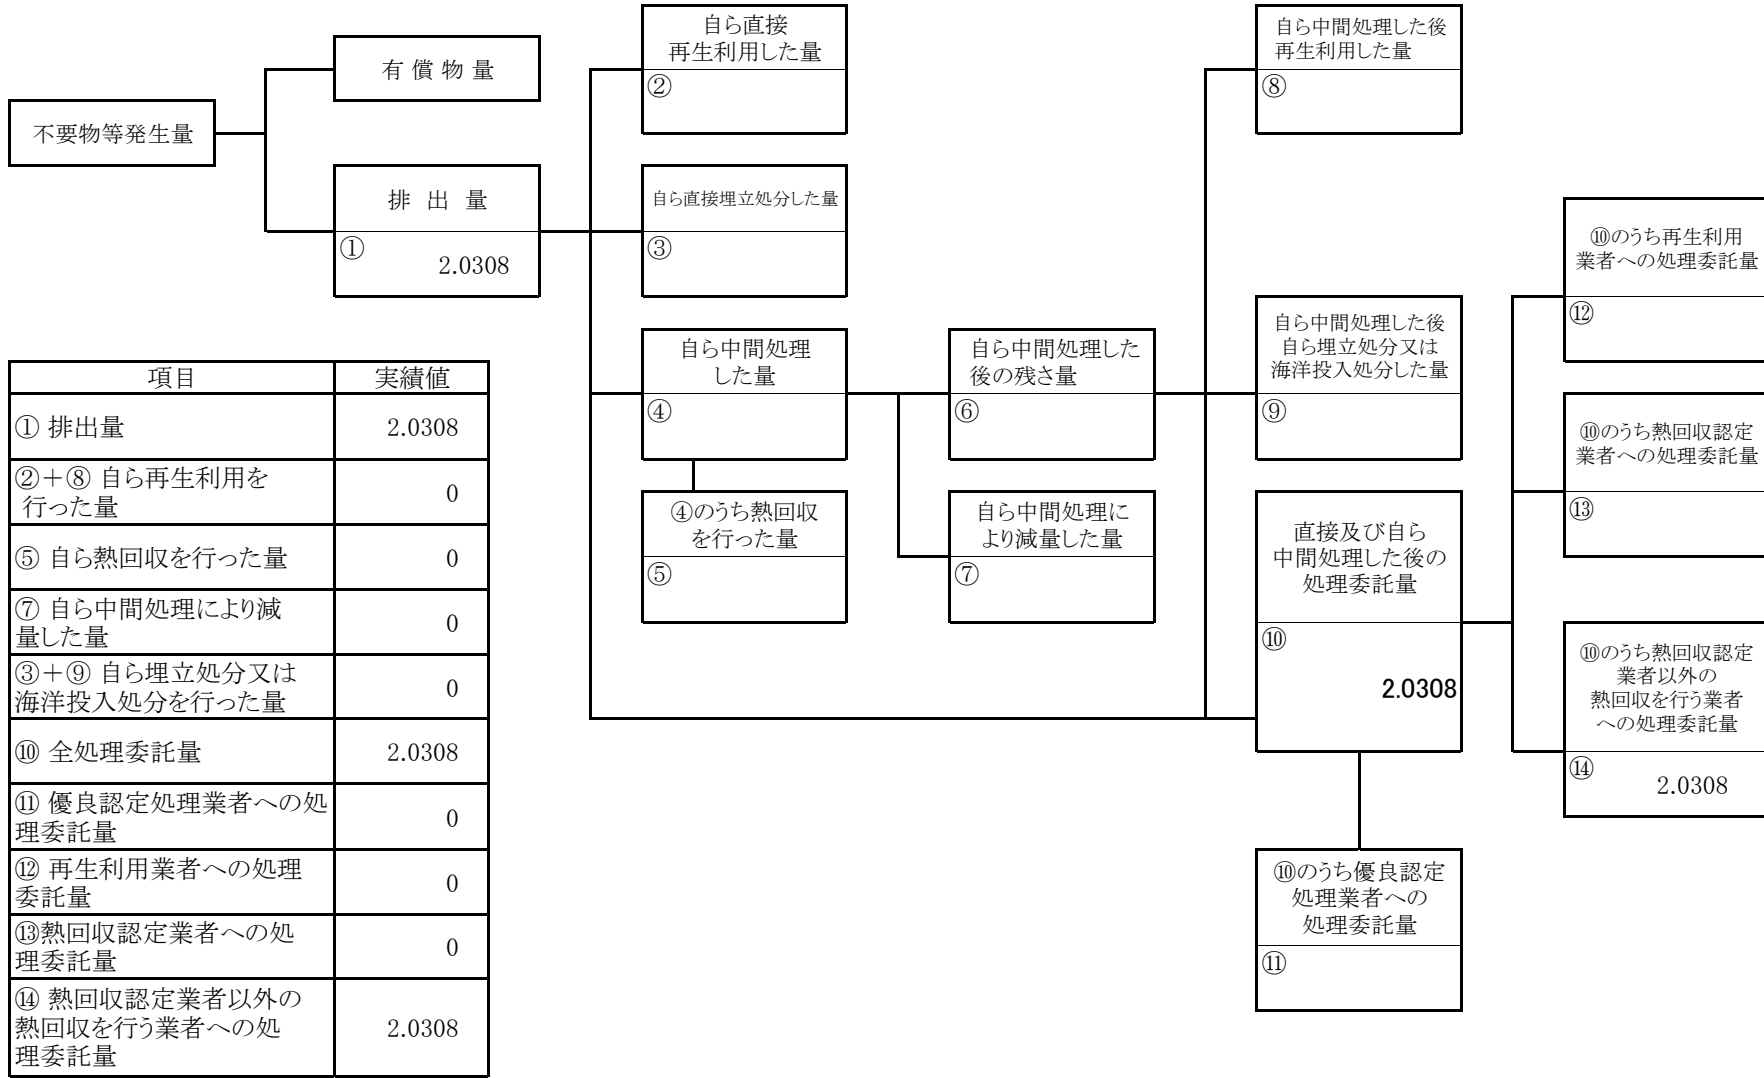 不要物等発生量
有償物量
排出量
①
2.0308
自ら直接
再生利用した量
②
自ら直接埋立処分した量
③
自ら中間処理
した量
④
④のうち熱回収
を行った量
⑤
自ら中間処理した
後の残さ量
⑥
自ら中間処理に
より減量した量
⑦
自ら中間処理した後
再生利用した量
⑧
自ら中間処理した後
自ら埋立処分又は
海洋投入処分した量
⑨
直接及び自ら
中間処理した後の
処理委託量
⑩
2.0308
⑩のうち優良認定
処理業者への
処理委託量
⑪
⑩のうち再生利用
業者への処理委託量
⑫
⑩のうち熱回収認定
業者への処理委託量
⑬
⑩のうち熱回収認定
業者以外の
熱回収を行う業者
への処理委託量
⑭
2.0308
項目 実績値
① 排出量 2.0308
②＋⑧ 自ら再生利用を
行った量 0
⑤ 自ら熱回収を行った量 0
⑦ 自ら中間処理により減
量した量 0
③＋⑨ 自ら埋立処分又は
海洋投入処分を行った量 0
⑩ 全処理委託量 2.0308
⑪ 優良認定処理業者への処
理委託量 0
⑫ 再生利用業者への処理
委託量 0
⑬熱回収認定業者への処
理委託量 0
⑭ 熱回収認定業者以外の
熱回収を行う業者への処
理委託量 2.0308